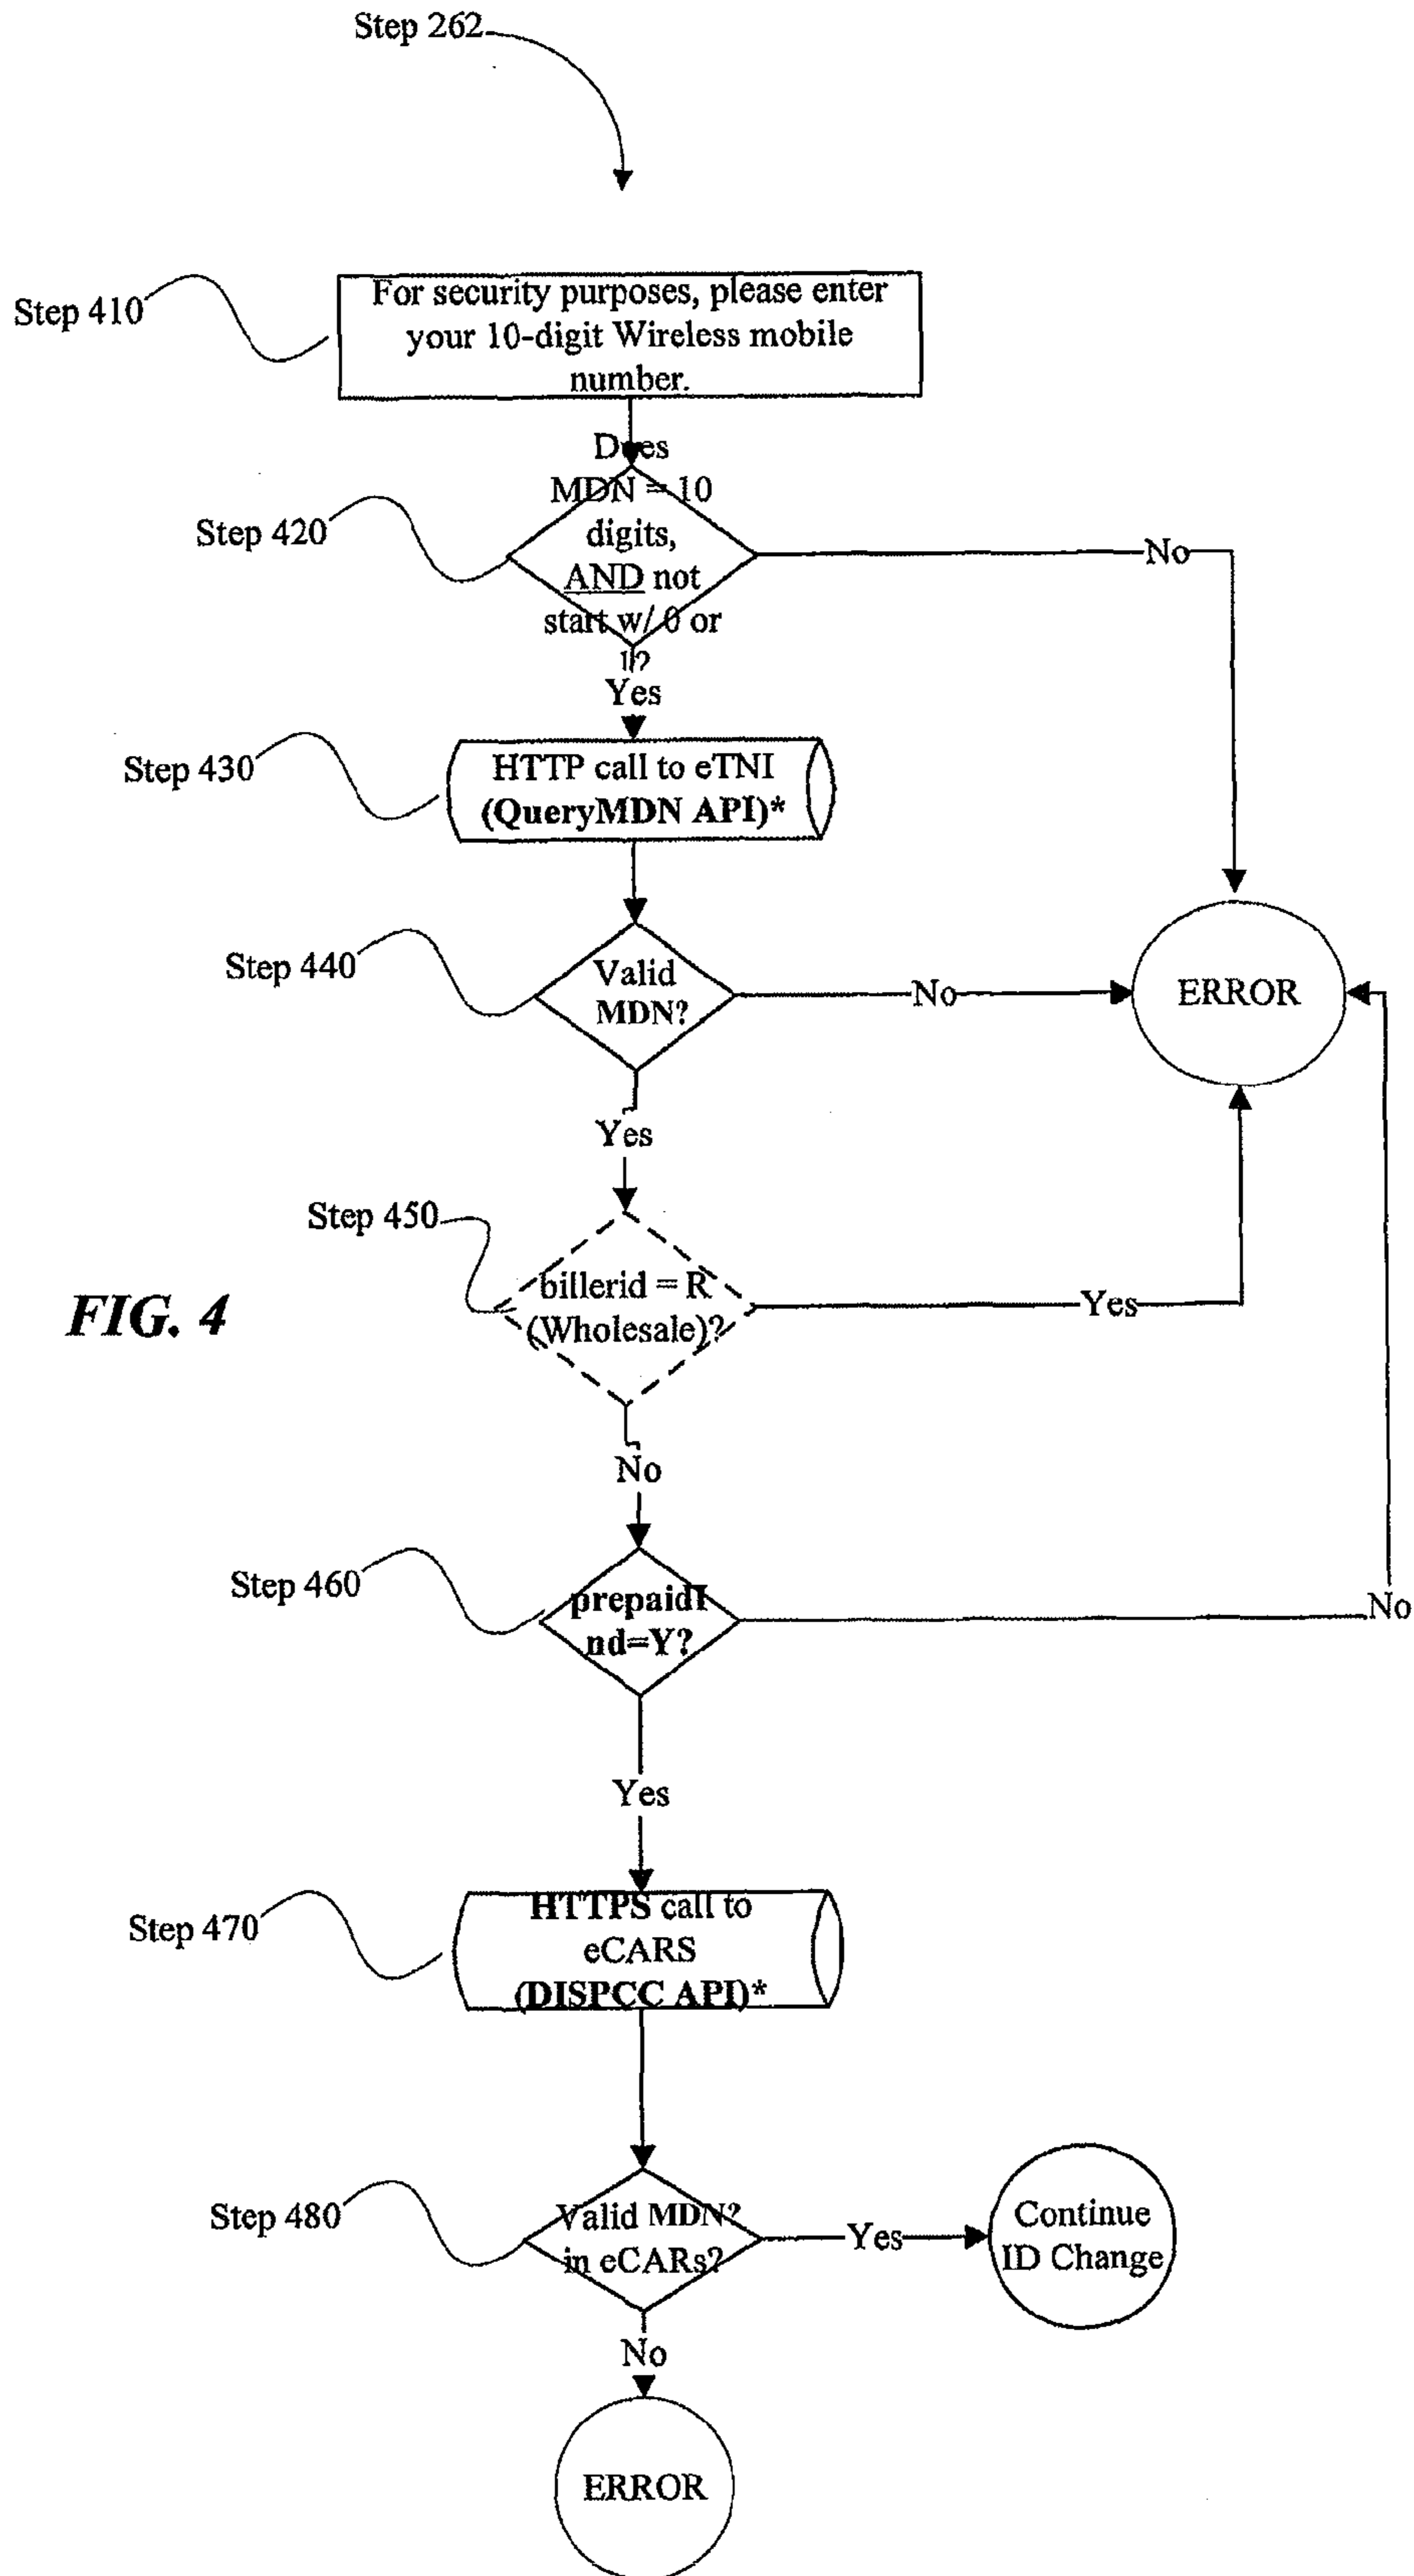 Step 262
Step 410
For security purposes, please enter
your 10-digit Wireless mobile
number.
Step 420
Does
MDN = 10
digits,
AND not
start w/ 0 or
1?
No
Yes
Step 430
HTTP call to eTNI
(QueryMDN API)*
Step 440
Valid
MDN?
No
ERROR
Yes
Step 450
billerid = R
(Wholesale)?
Yes
FIG. 4
No
Step 460
prepaidI
nd=Y?
No
Yes
Step 470
HTTPS call to
eCARS
(DISPCC API)*
Step 480
Valid MDN?
in eCARs?
Yes
Continue
ID Change
No
ERROR